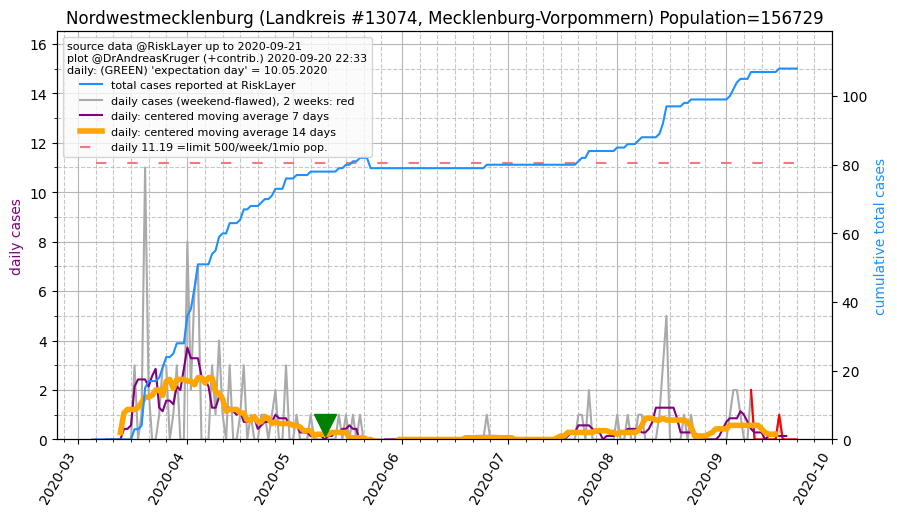 Nordwestmecklenburg (Landkreis #13074, Mecklenburg-Vorpommern) Population=156729
source data @RiskLayer up to 2020-09-21
plot @DrAndreasKruger (+contrib.) 2020-09-20 22:33
daily: (GREEN) 'expectation day' = 10.05.2020
total cases reported at RiskLayer
daily cases (weekend-flawed), 2 weeks: red
daily: centered moving average 7 days
daily: centered moving average 14 days
daily 11.19 =limit 500/week/1mio pop.
daily cases
16
14
12
10
8
6
4
2
0
cumulative total cases
100
80
60
40
20
0
2020-03
2020-04
2020-05
2020-06
2020-07
2020-08
2020-09
2020-10